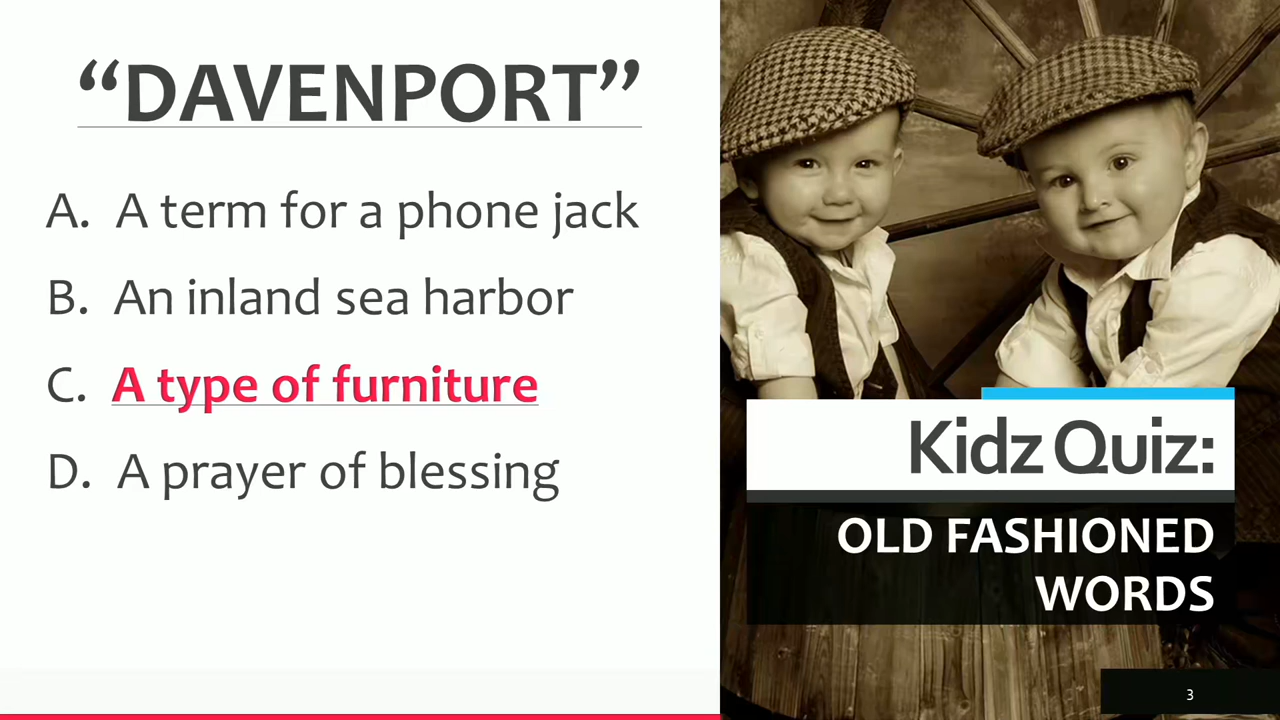 “DAVENPORT”
A. A term for a phone jack
B. An inland sea harbor
C. A type of furniture
D. A prayer of blessing
Kidz Quiz:
OLD FASHIONED
WORDS
3